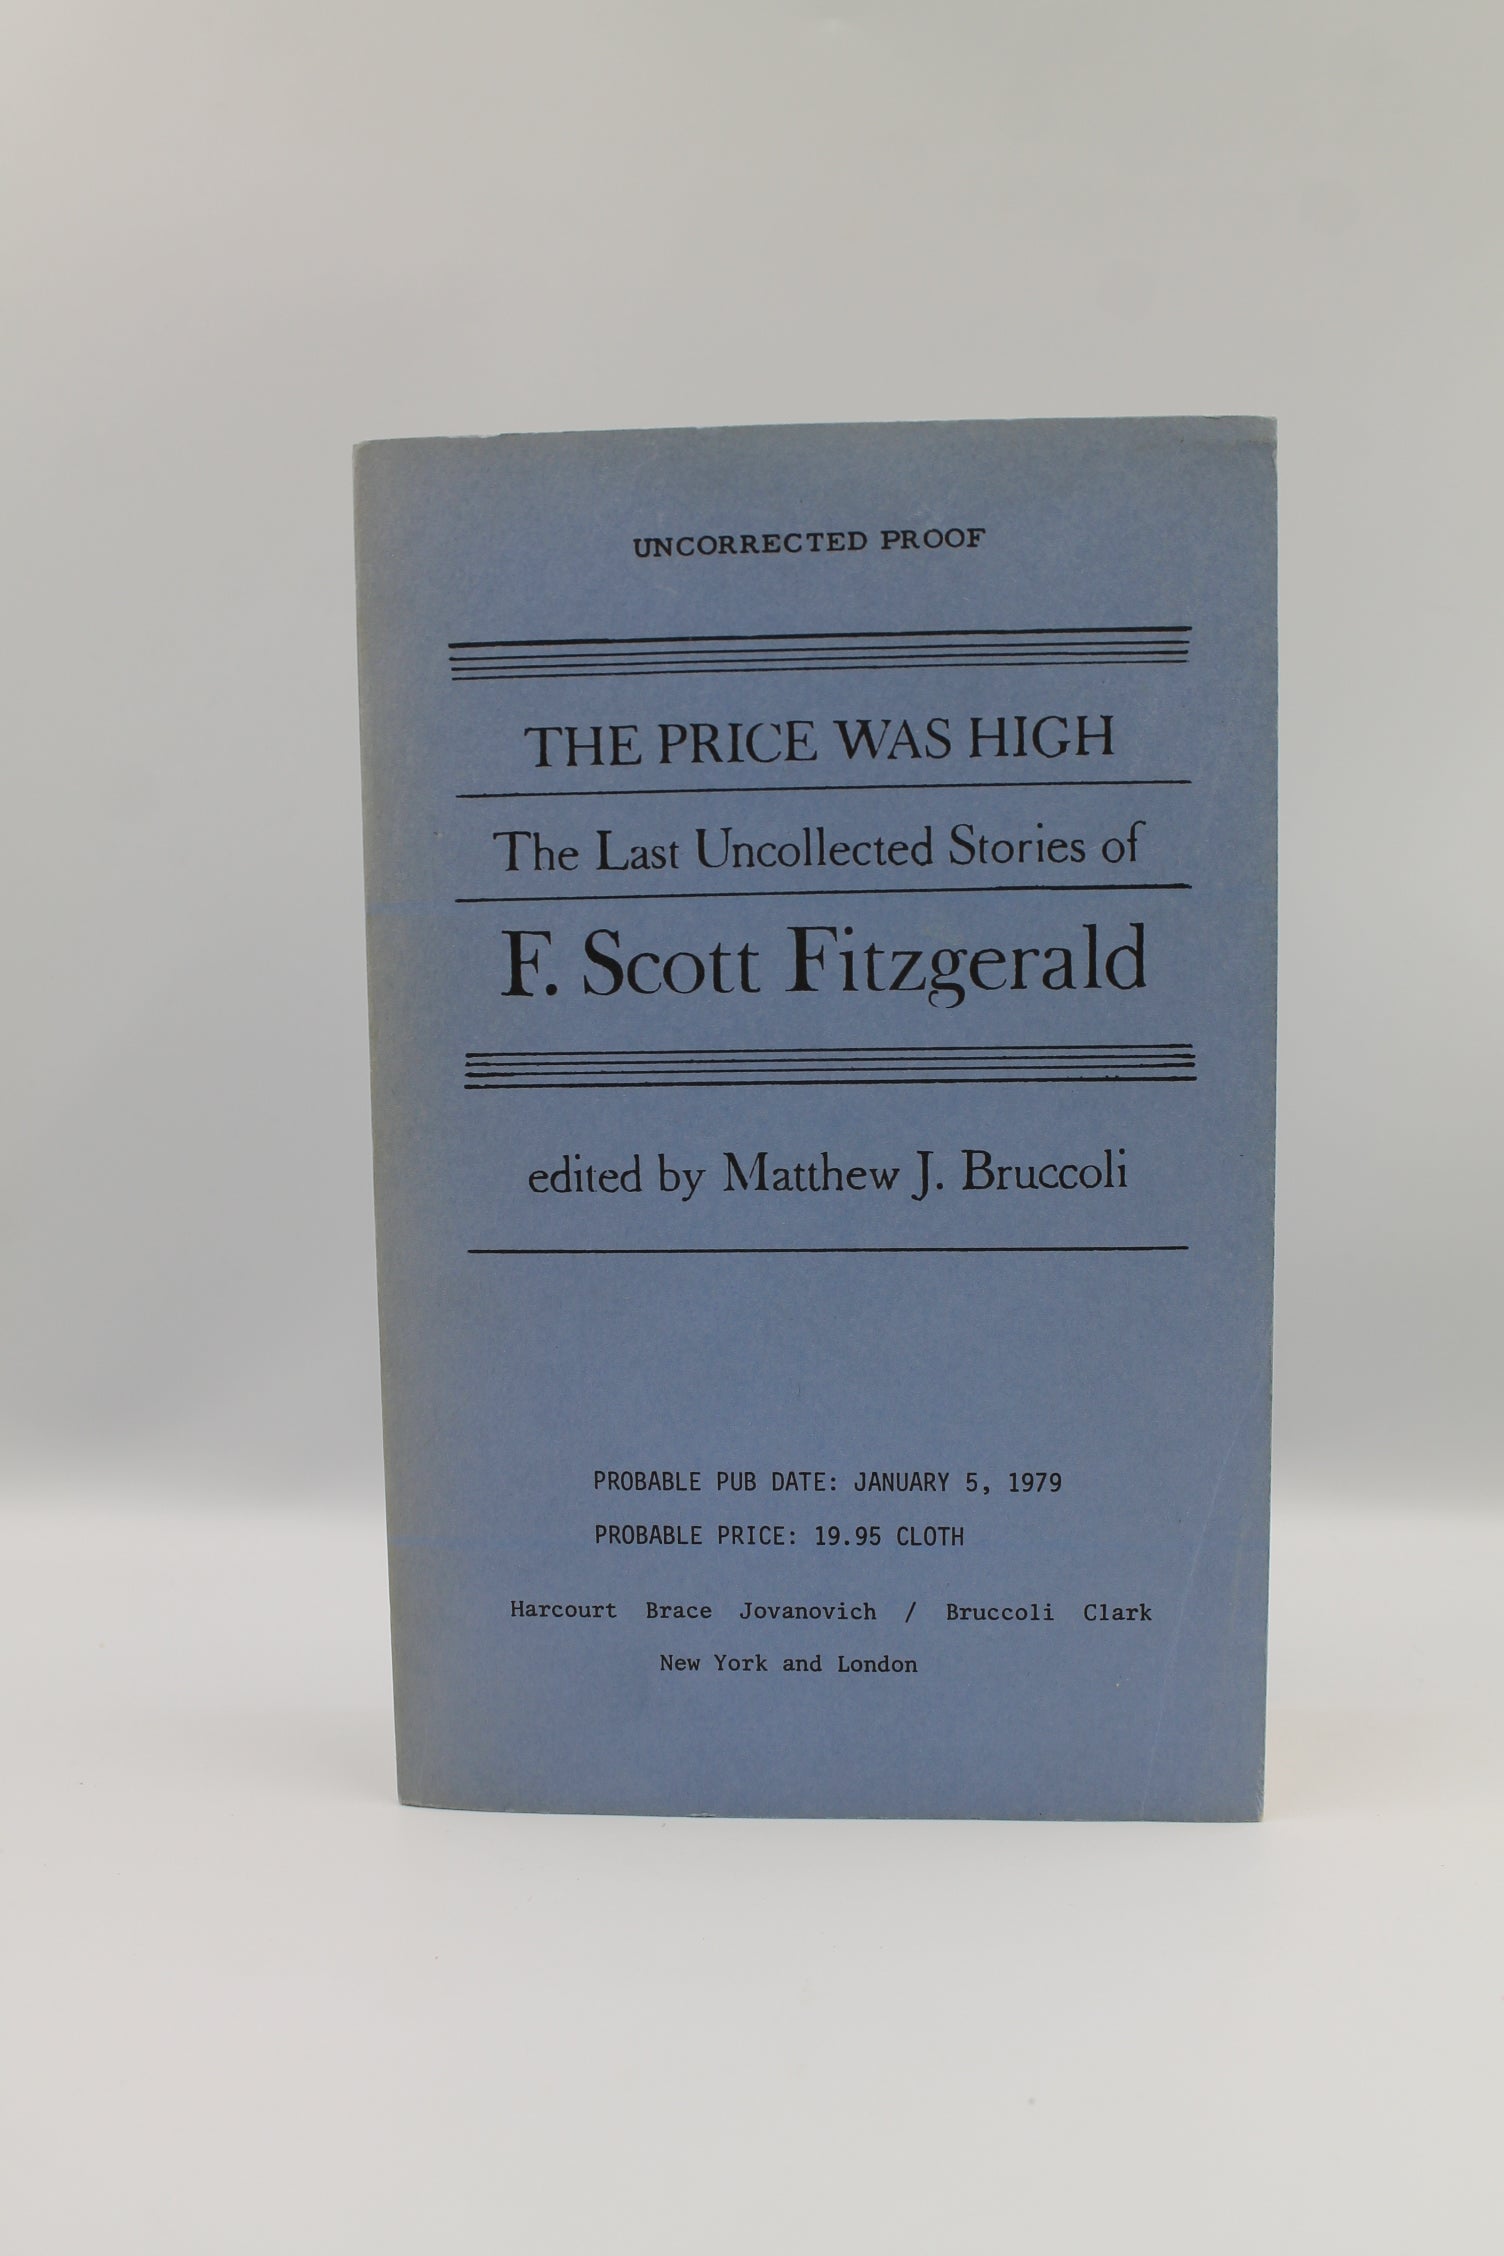 UNCORRECTED PROOF
THE PRICE WAS HIGH
The Last Uncollected Stories of
F. Scott Fitzgerald
edited by Matthew J. Bruccoli
PROBABLE PUB DATE: JANUARY 5, 1979
PROBABLE PRICE: 19.95 CLOTH
Harcourt Brace Jovanovich / Bruccoli Clark
New York and London